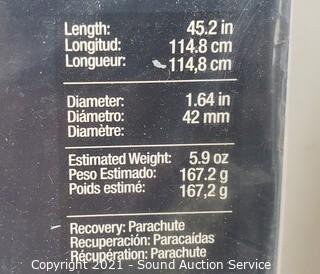 Length: 45.2 in
Longitud: 114.8 cm
Longueur: 114,8 cm
Diameter: 1.64 in
Diámetro: 42 mm
Diamètre:
Estimated Weight: 5.9 oz
Peso Estimado: 167.2 g
Poids estimé: 167,2 g
Recovery: Parachute
Recuperación: Paracaídas
Récupération: Parachute
Copyright 2021 - Sound Auction Service